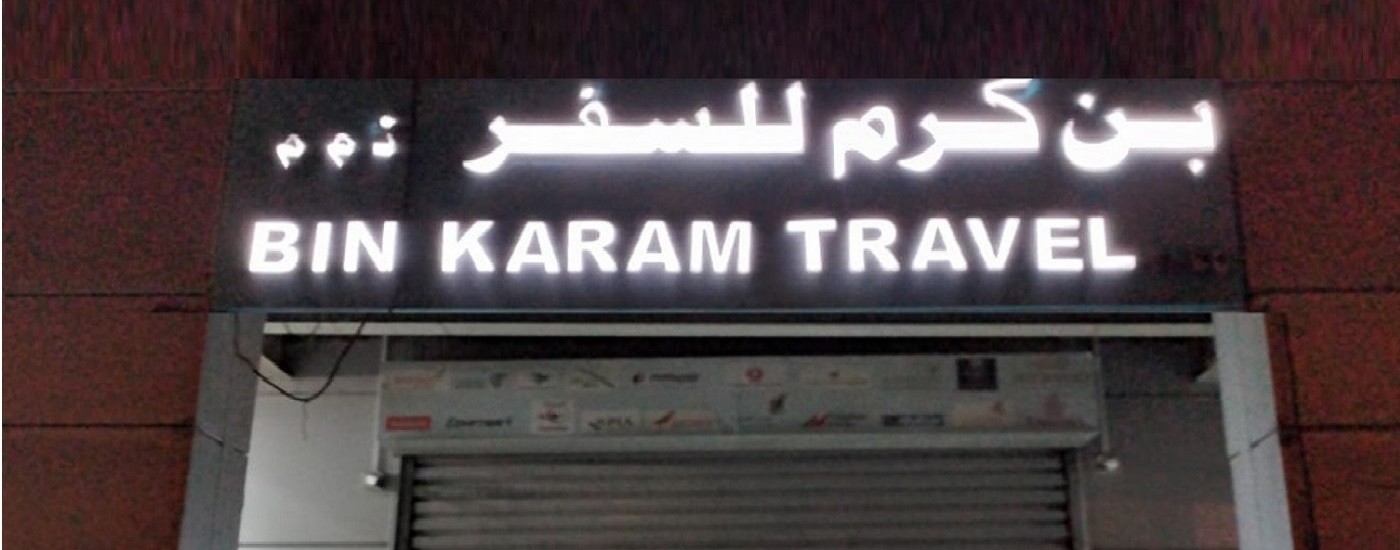 بن كرم للسفر ذ م م
BIN KARAM TRAVEL